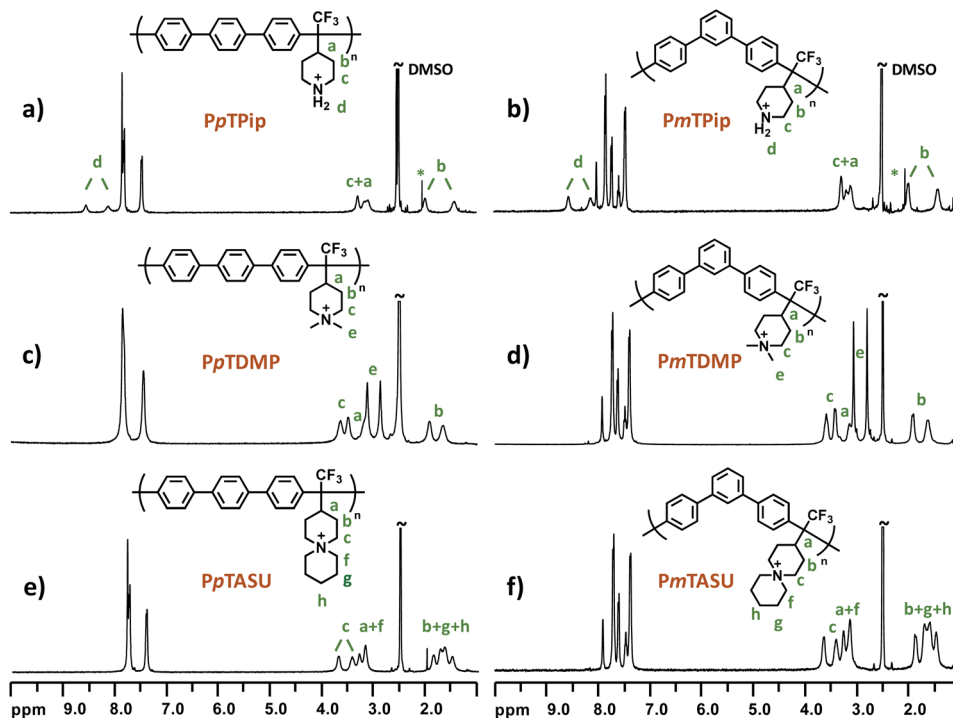 a)
PpTPip
( ) n
CF3
a
b
c
N
+
H2
d
~ DMSO
d
c+a
*
b
b)
PmTPip
( ) n
CF3
a
b
c
N
+
H2
d
~ DMSO
d
c+a
*
b
c)
PpTDMP
( ) n
CF3
a
b
c
N
+
e
~
e
c
a
b
d)
PmTDMP
( ) n
CF3
a
b
c
N
+
e
~
e
c
a
b
e)
PpTASU
( ) n
CF3
a
b
c
N
+
f
g
h
~
c
a+f
b+g+h
f)
PmTASU
( ) n
CF3
a
b
c
N
+
f
g
h
~
a+f
c
b+g+h
ppm 9.0 8.0 7.0 6.0 5.0 4.0 3.0 2.0
ppm 9.0 8.0 7.0 6.0 5.0 4.0 3.0 2.0